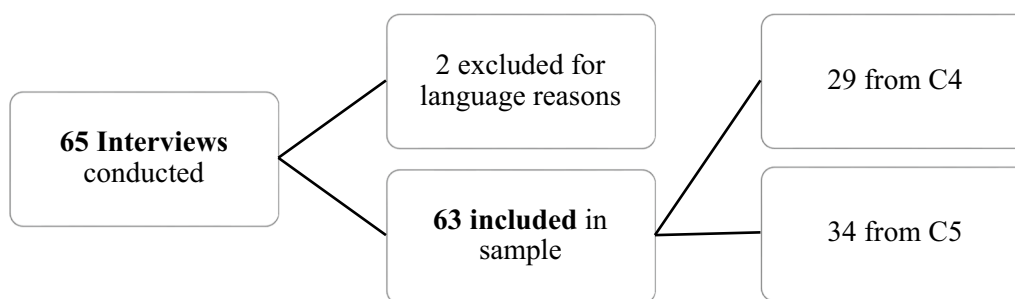 65 Interviews
conducted
2 excluded for
language reasons
63 included in
sample
29 from C4
34 from C5